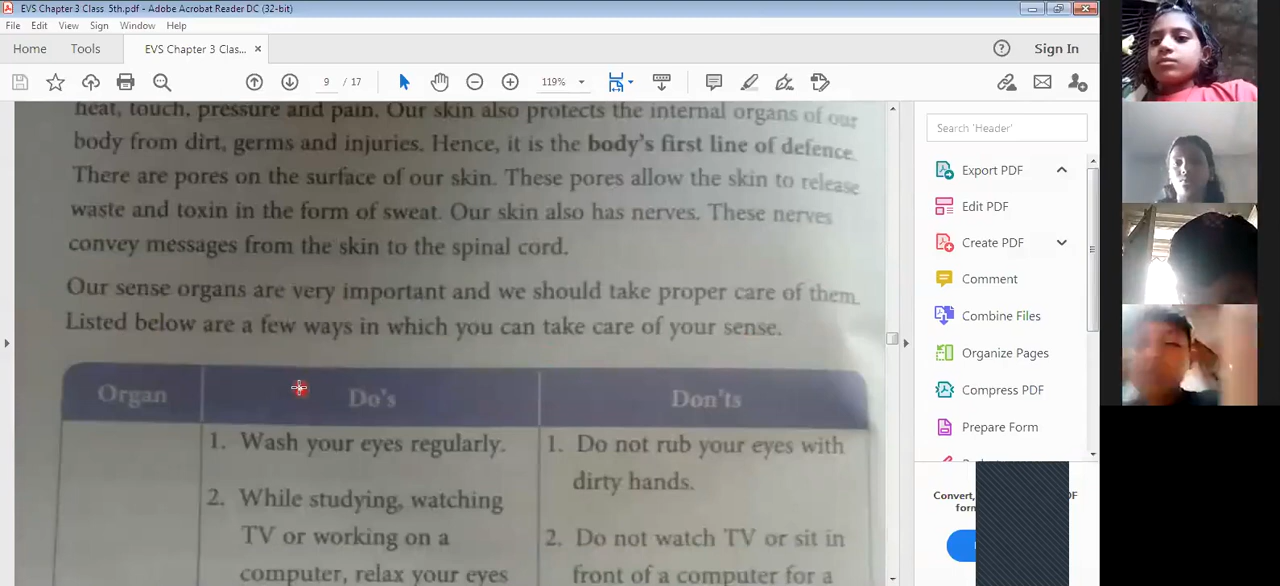 EVS Chapter 3 Class 5th.pdf - Adobe Acrobat Reader DC (32-bit)
File Edit View Sign Window Help
Home Tools EVS Chapter 3 Clas... × Sign In
9 / 17 119%
heat, touch, pressure and pain. Our skin also protects the internal organs of our
body from dirt, germs and injuries. Hence, it is the body's first line of defence.
There are pores on the surface of our skin. These pores allow the skin to release
waste and toxin in the form of sweat. Our skin also has nerves. These nerves
convey messages from the skin to the spinal cord.
Our sense organs are very important and we should take proper care of them.
Listed below are a few ways in which you can take care of your sense.
Organ Do's Don'ts
1. Wash your eyes regularly.
2. While studying, watching
TV or working on a
computer, relax your eyes
1. Do not rub your eyes with
dirty hands.
2. Do not watch TV or sit in
front of a computer for a
Search 'Header'
Export PDF
Edit PDF
Create PDF
Comment
Combine Files
Organize Pages
Compress PDF
Prepare Form
Convert,